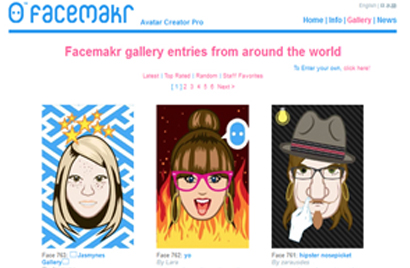 English | 日本語
Facemakr Avatar Creator Pro
Home | Info | Gallery | News
Facemakr gallery entries from around the world
To Enter your own, click here!
Latest | Top Rated | Random | Staff Favorites
[ 1 ] 2 3 4 5 6 Next >
Face 763: Jasmynes
Gallery
Face 762: yo
By Lara
Face 761: hipster nosepicket
By